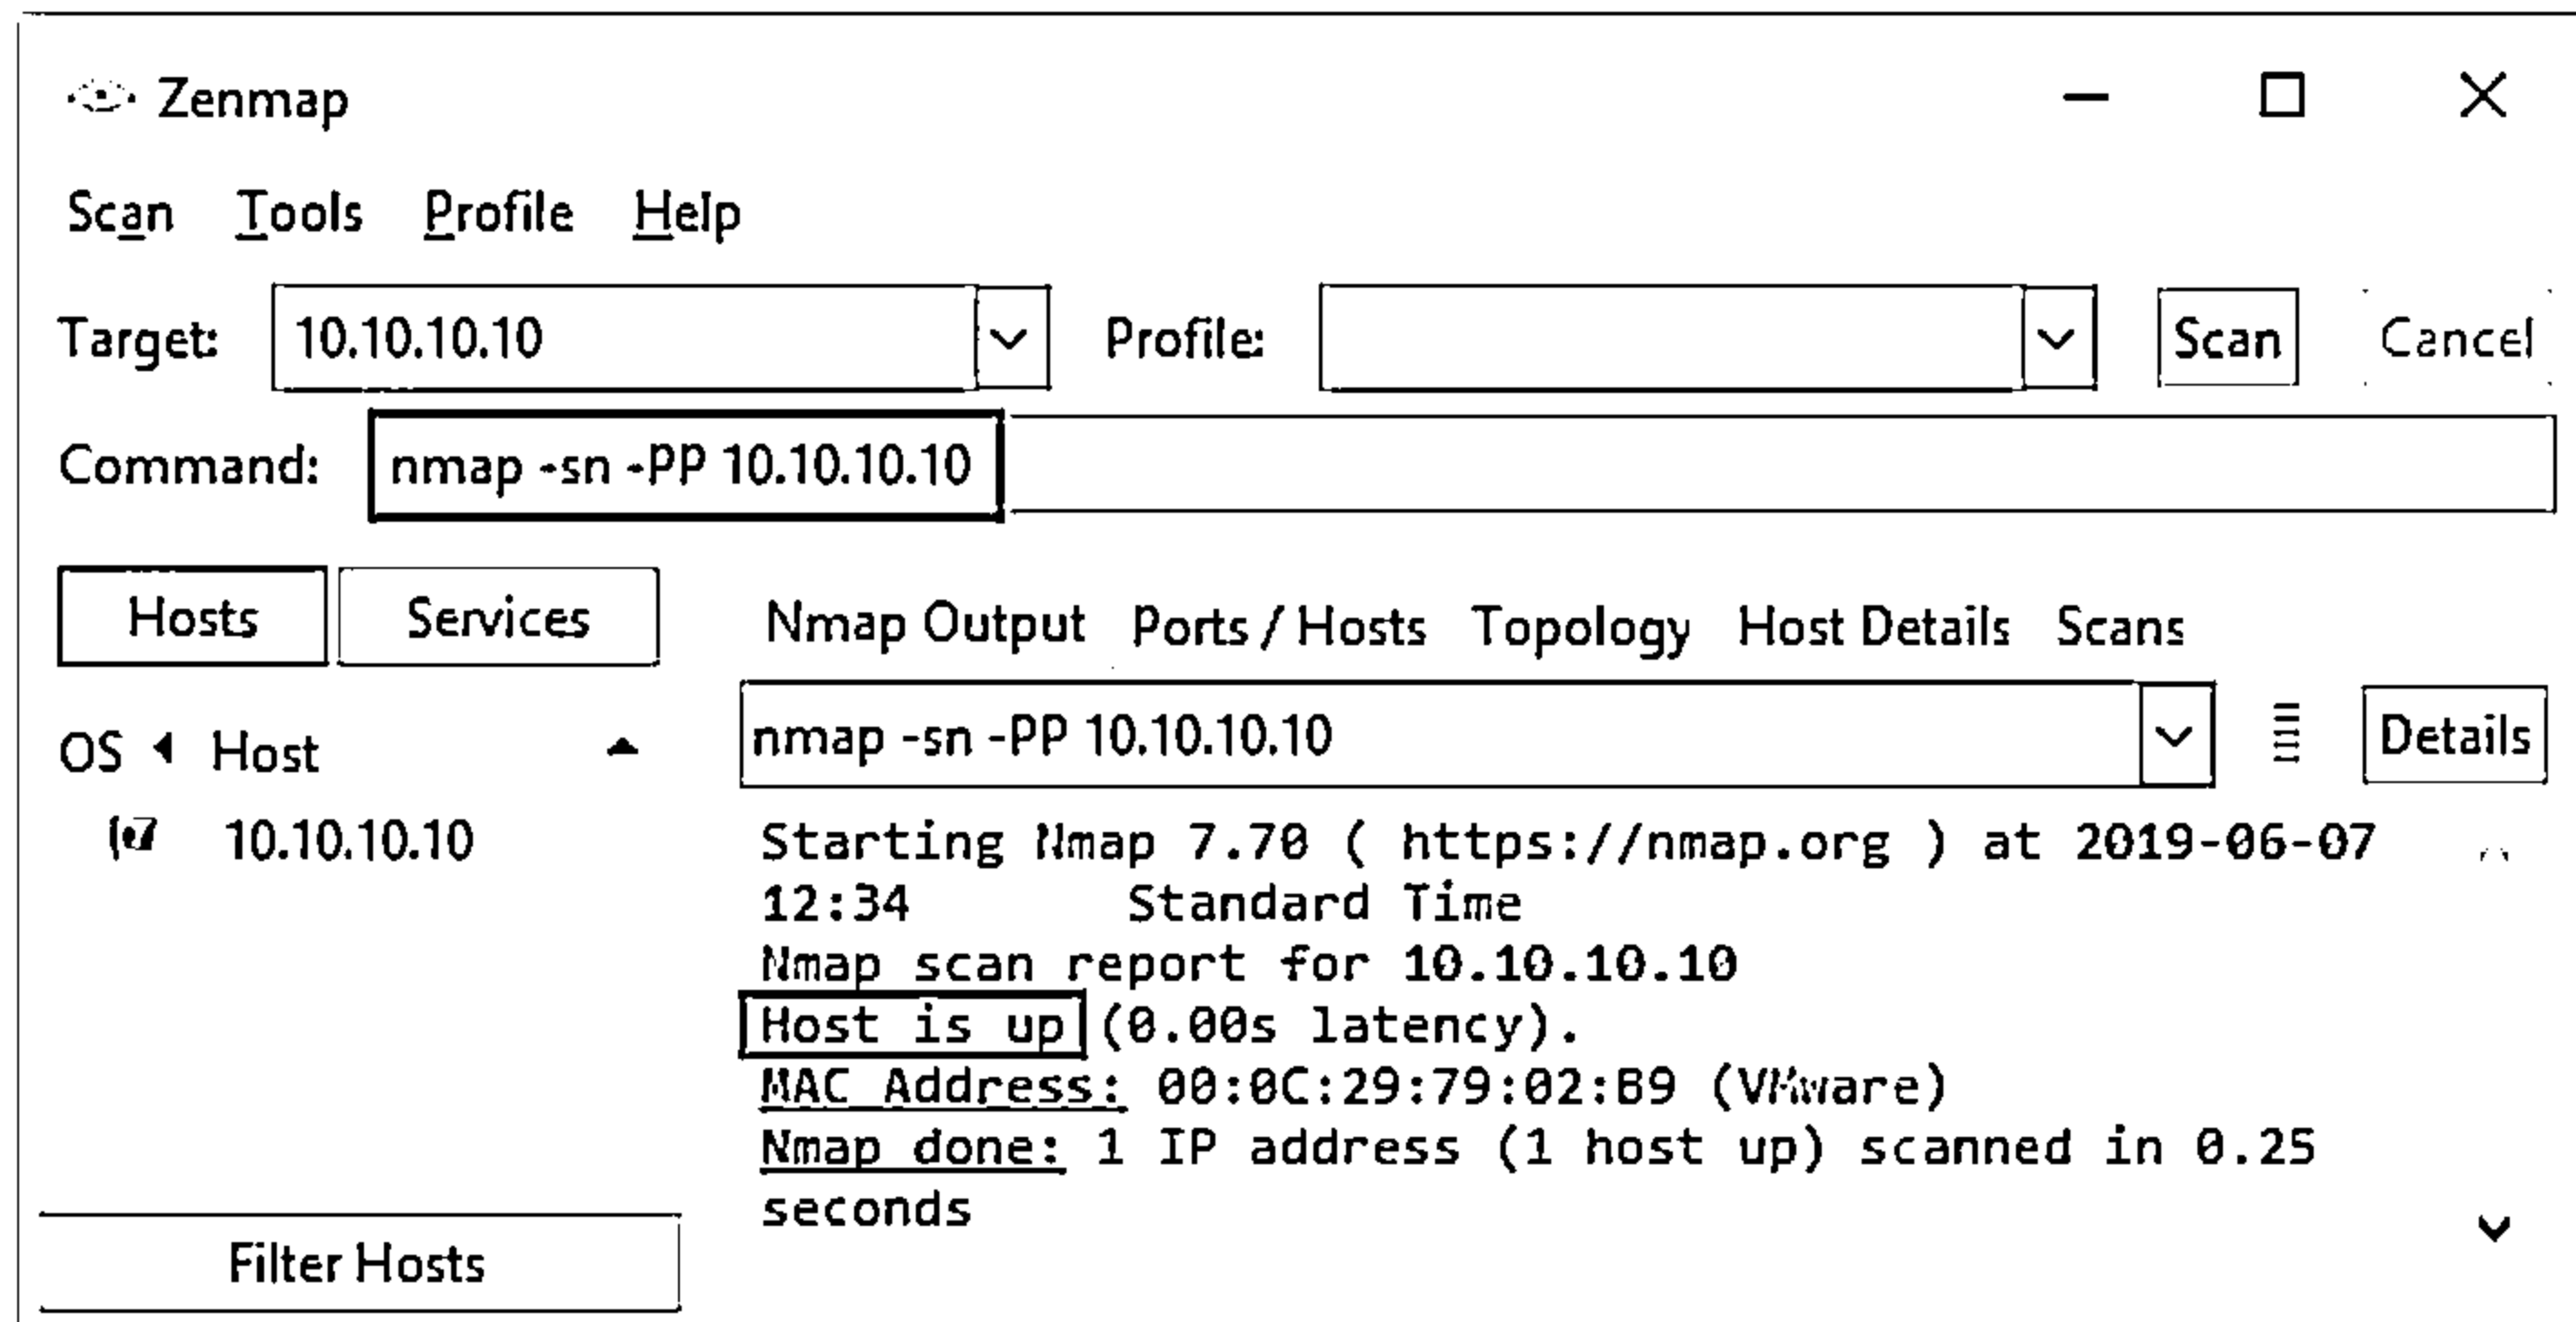 Zenmap
Scan Tools Profile Help
Target: 10.10.10.10 Profile: Scan Cancel
Command: nmap -sn -PP 10.10.10.10
Hosts Services Nmap Output Ports / Hosts Topology Host Details Scans
nmap -sn -PP 10.10.10.10 Details
OS Host
10.10.10.10
Starting Nmap 7.70 ( https://nmap.org ) at 2019-06-07
12:34 Standard Time
Nmap scan report for 10.10.10.10
Host is up (0.00s latency).
MAC Address: 00:0C:29:79:02:B9 (VMware)
Nmap done: 1 IP address (1 host up) scanned in 0.25
seconds
Filter Hosts